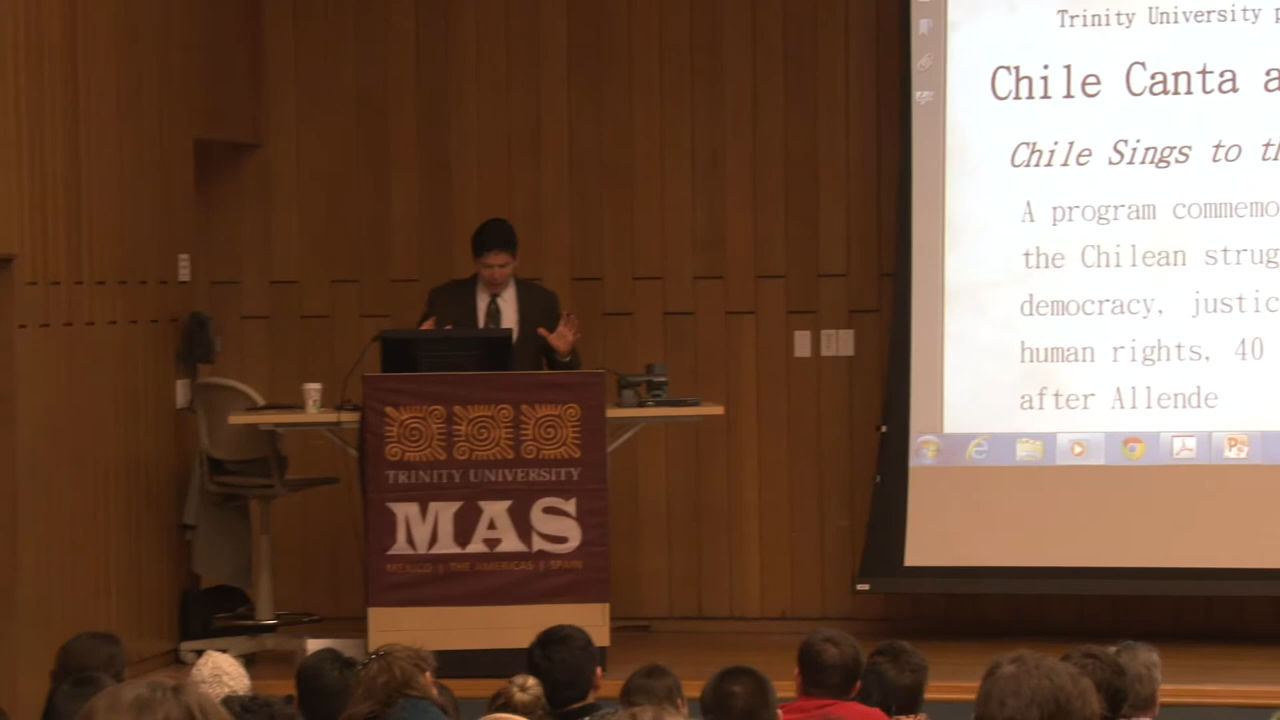 Trinity University
Chile Canta a
Chile Sings to
A program commemo
the Chilean strug
democracy, justic
human rights, 40
after Allende
TRINITY UNIVERSITY
MAS
MEXICO | THE AMERICAS | SPAIN